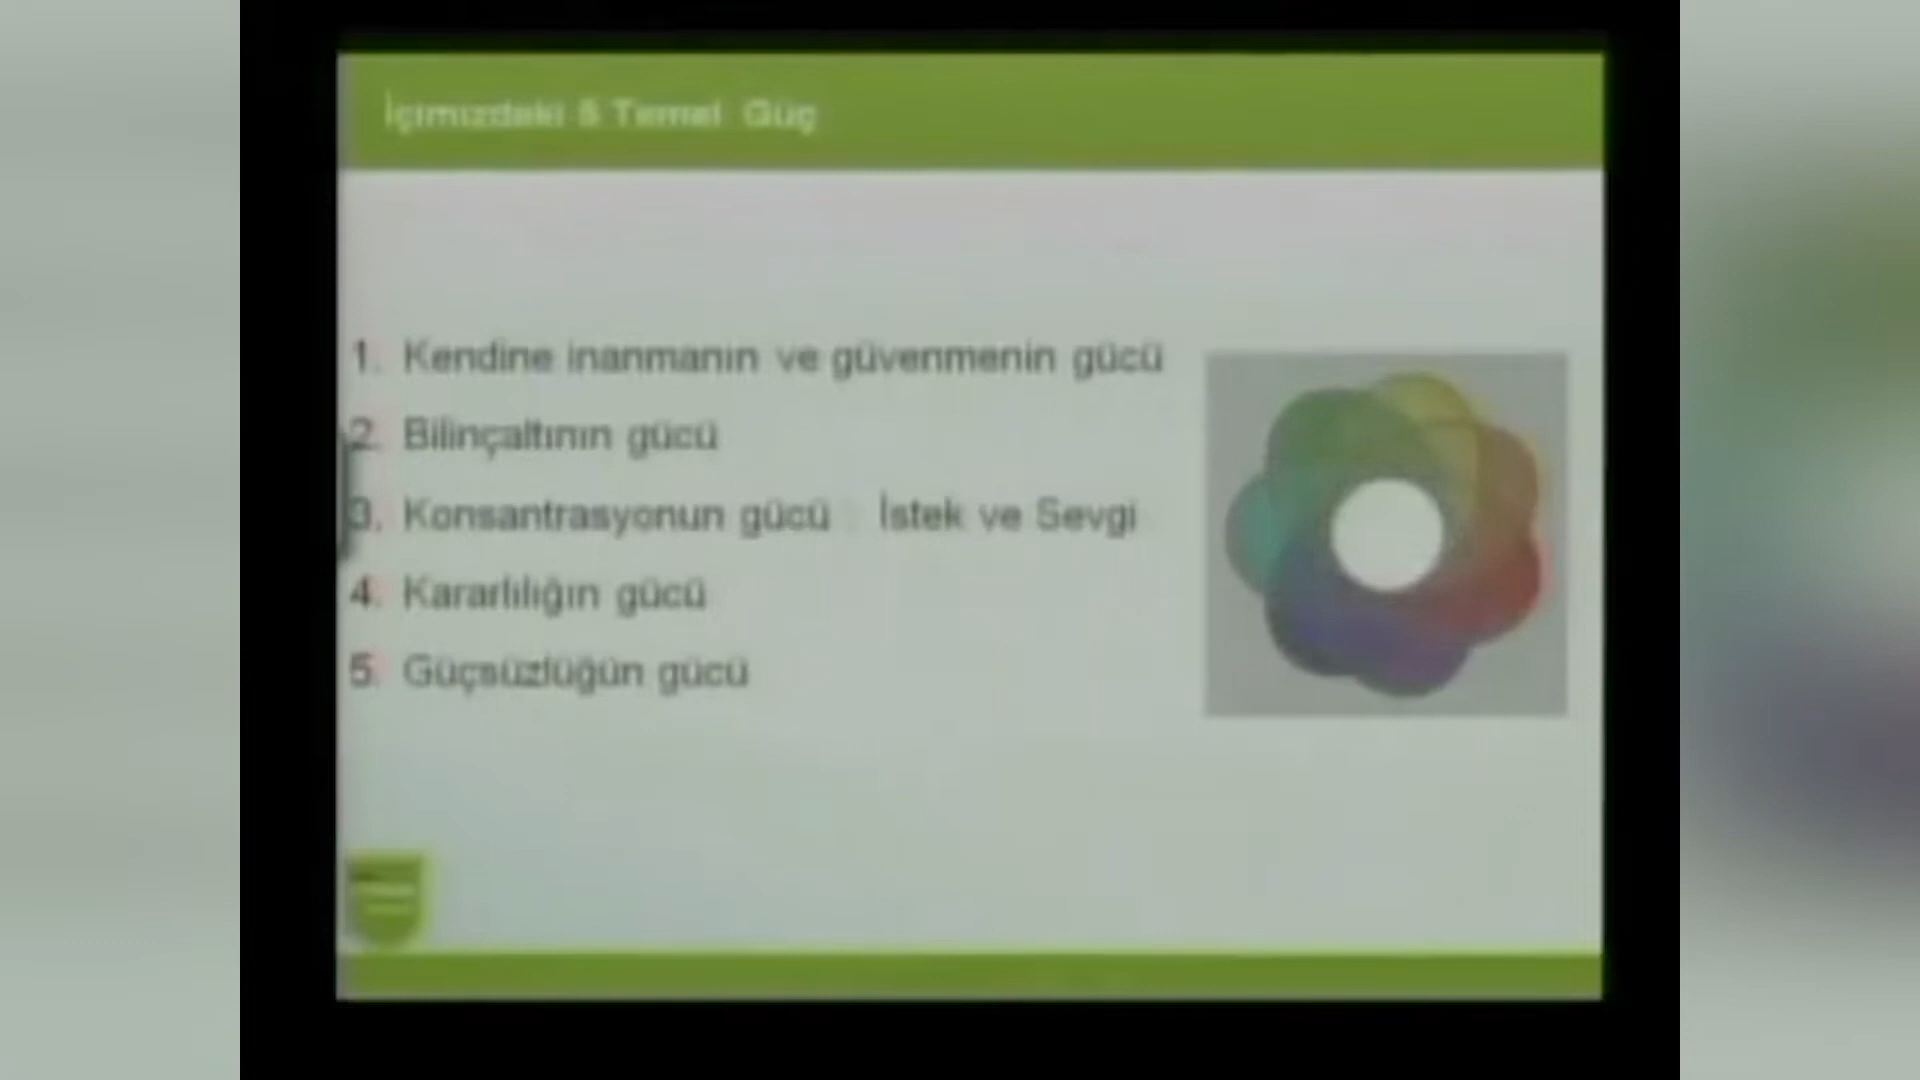 İçimizdeki 5 Temel Güç
1. Kendine inanmanın ve güvenmenin gücü
2. Bilinçaltının gücü
3. Konsantrasyonun gücü : İstek ve Sevgi
4. Kararlılığın gücü
5. Güçsüzlüğün gücü